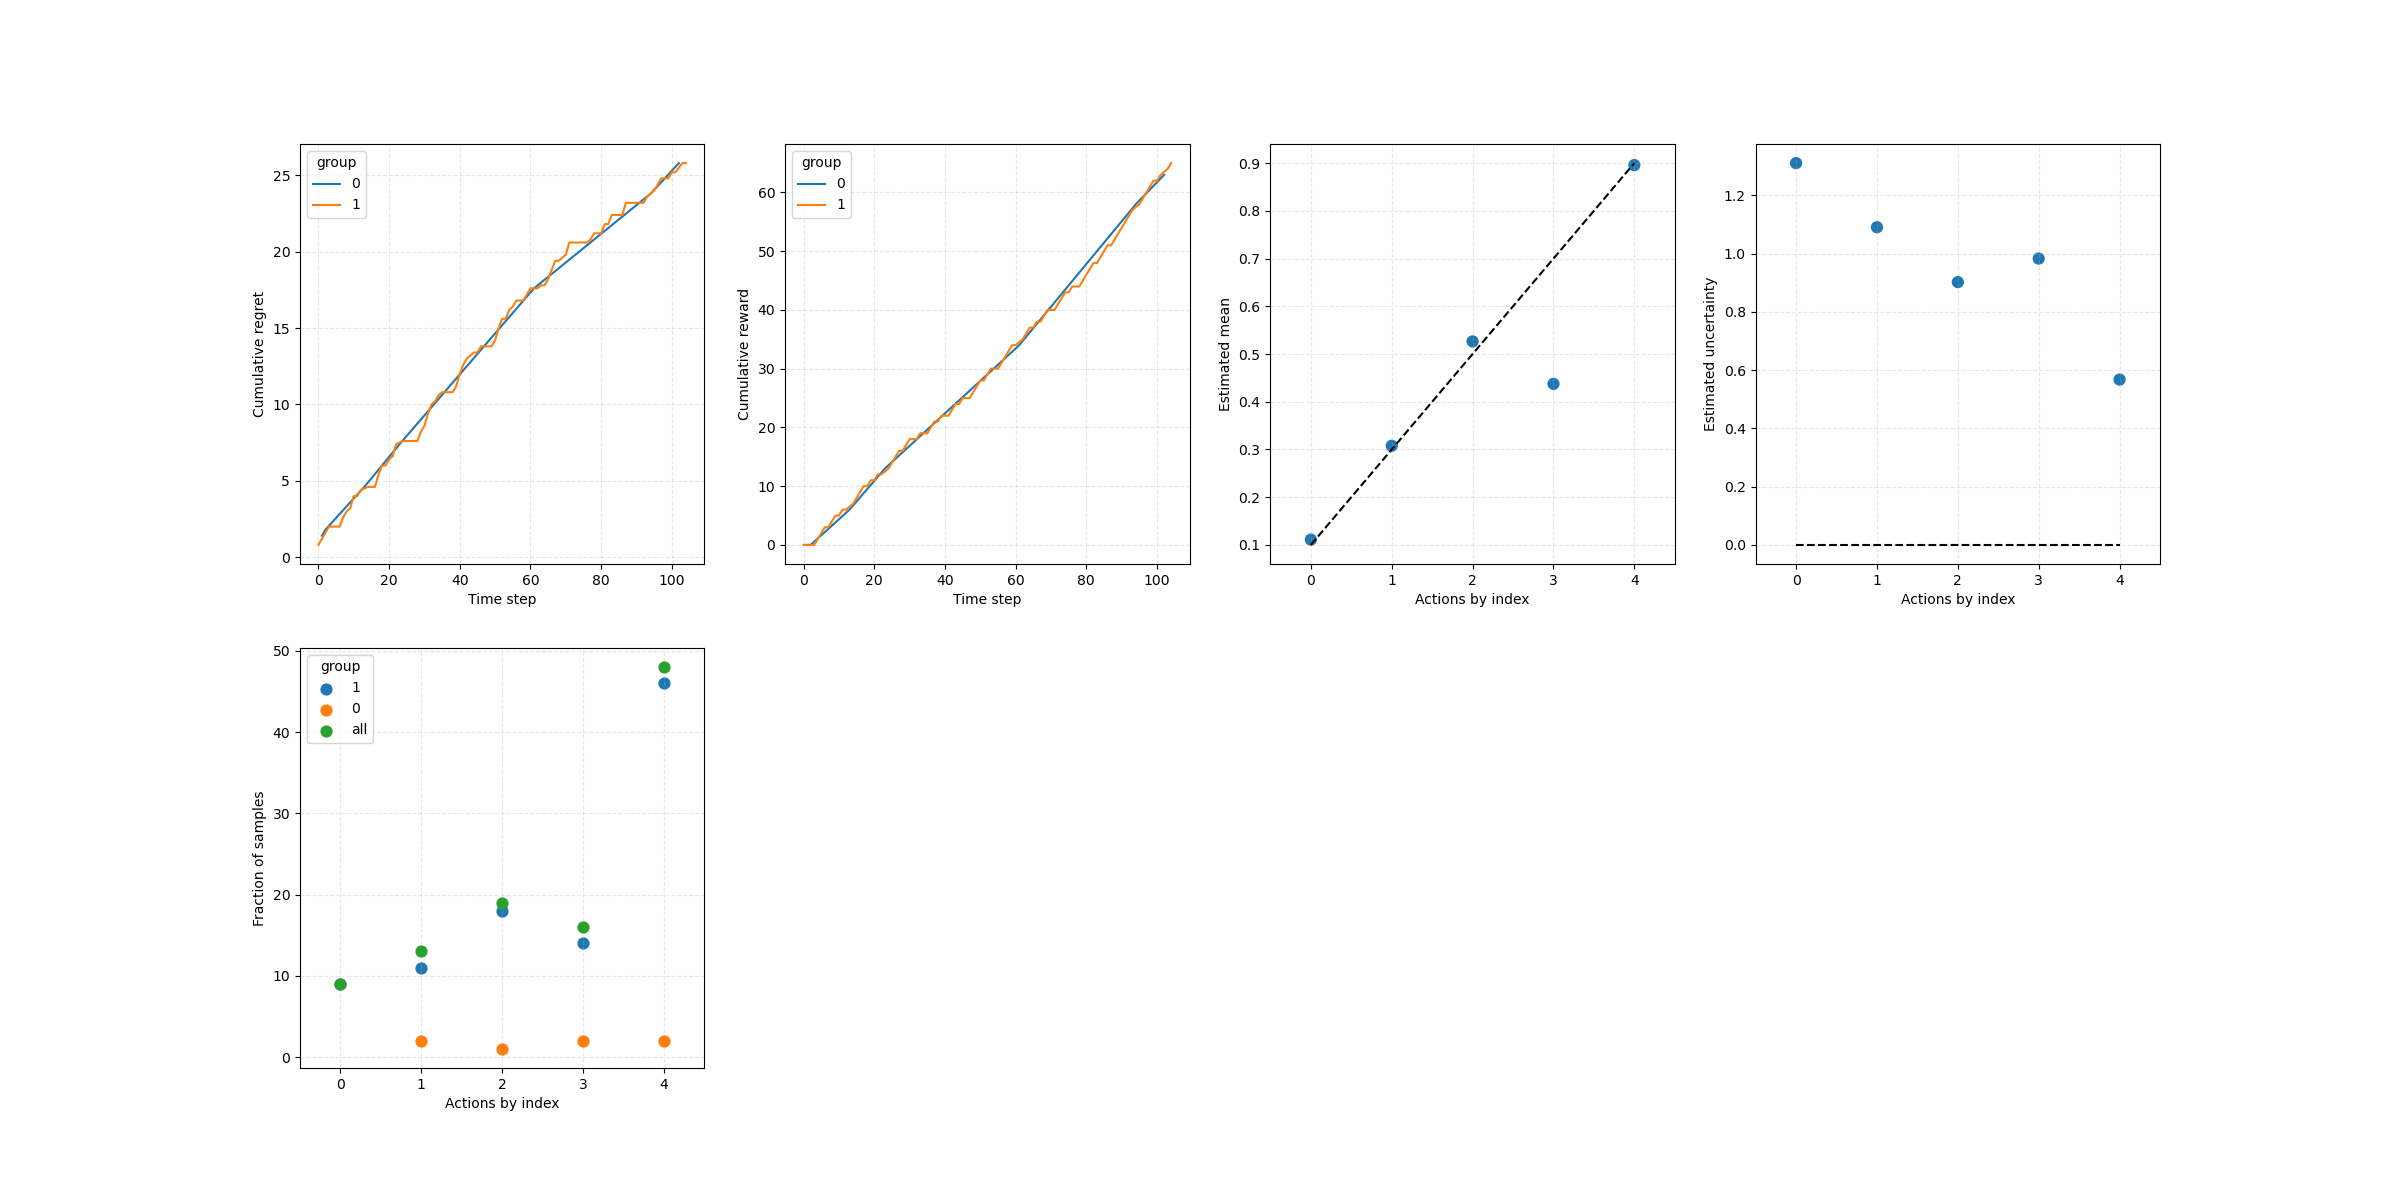 group
0
1
25
20
15
10
5
0
Cumulative regret
0 20 40 60 80 100
Time step
group
0
1
60
50
40
30
20
10
0
Cumulative reward
0 20 40 60 80 100
Time step
0.9
0.8
0.7
0.6
0.5
0.4
0.3
0.2
0.1
Estimated mean
0 1 2 3 4
Actions by index
1.2
1.0
0.8
0.6
0.4
0.2
0.0
Estimated uncertainty
0 1 2 3 4
Actions by index
group
1
0
all
50
40
30
20
10
0
Fraction of samples
0 1 2 3 4
Actions by index